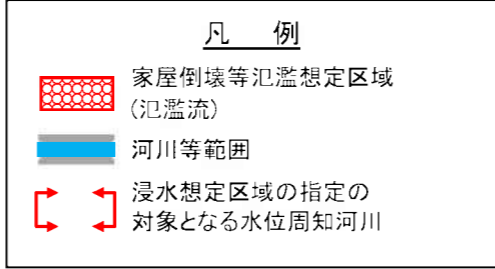 凡 例
家屋倒壊等氾濫想定区域
(氾濫流)
河川等範囲
浸水想定区域の指定の
対象となる水位周知河川